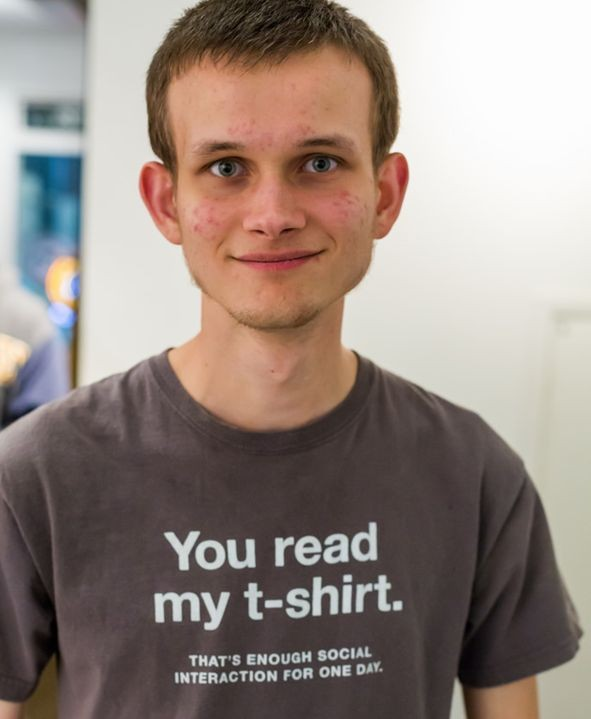 You read
my t-shirt.
THAT'S ENOUGH SOCIAL
INTERACTION FOR ONE DAY.